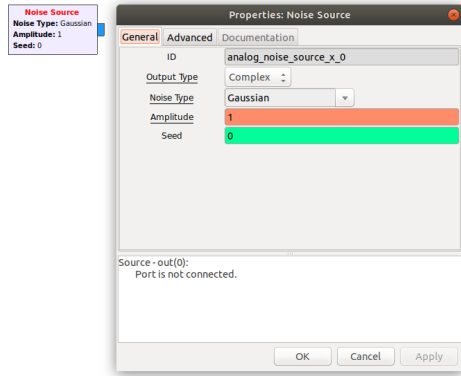 Noise Source
Noise Type: Gaussian
Amplitude: 1
Seed: 0
Properties: Noise Source
General Advanced Documentation
ID analog_noise_source_x_0
Output Type Complex
Noise Type Gaussian
Amplitude 1
Seed 0
Source - out(0):
Port is not connected.
OK Cancel Apply